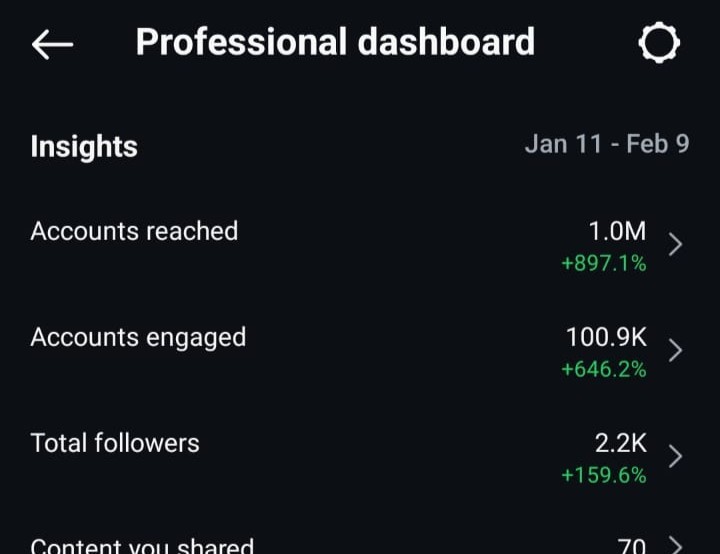 Professional dashboard
Insights
Jan 11 - Feb 9
Accounts reached
1.0M
+897.1%
Accounts engaged
100.9K
+646.2%
Total followers
2.2K
+159.6%
Content you shared
70